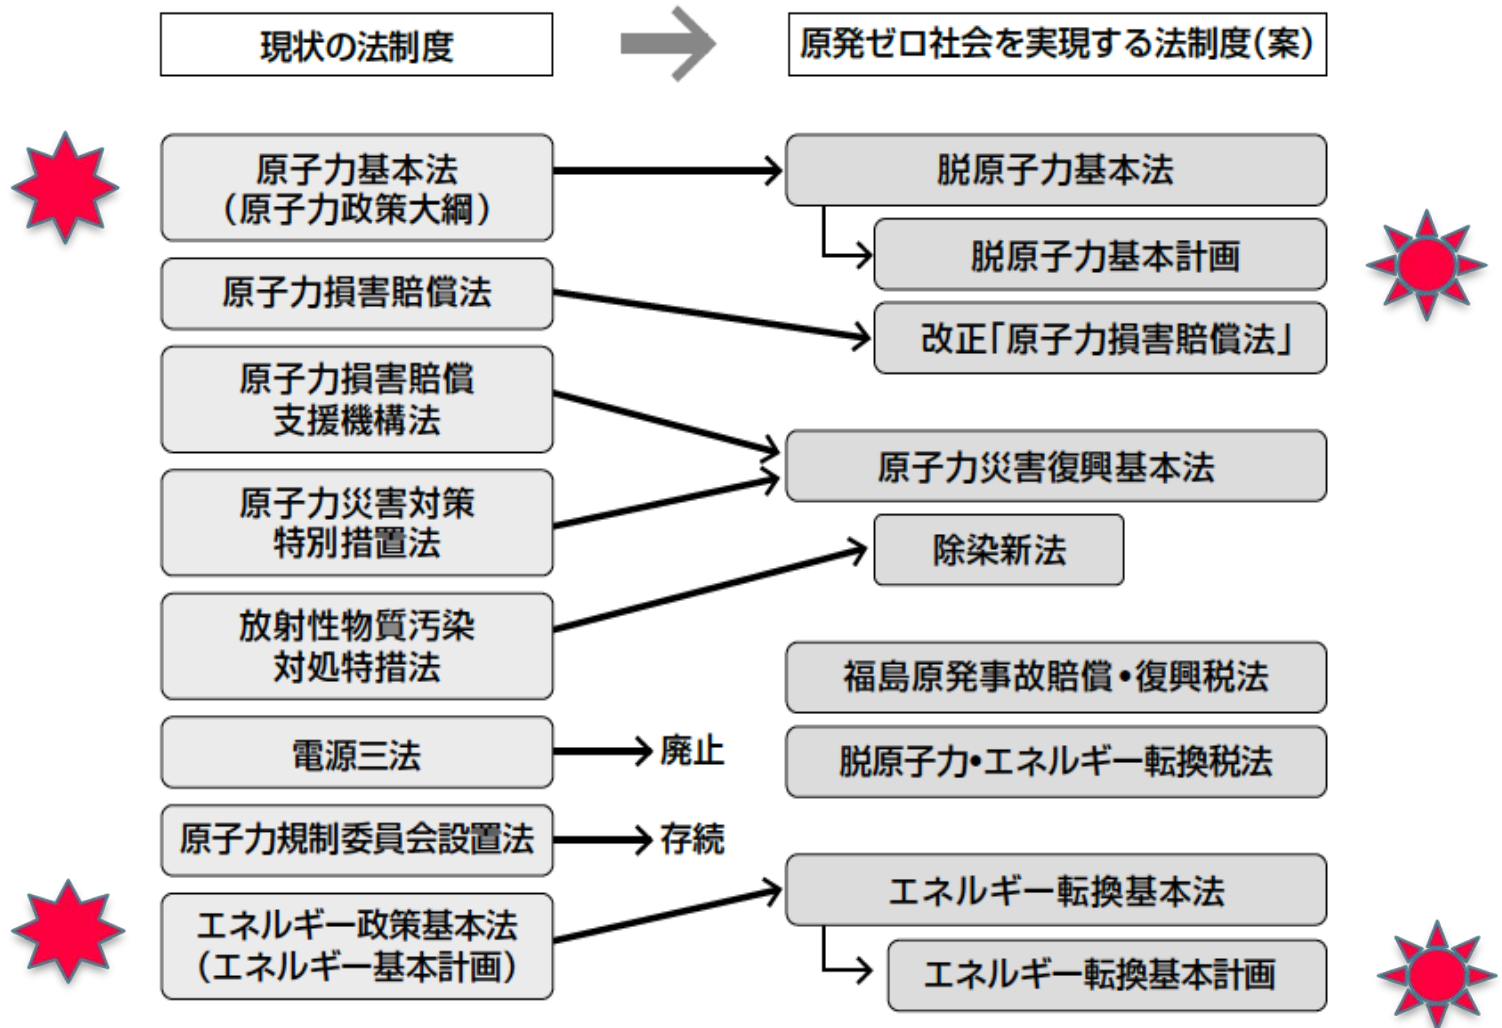 現状の法制度
原発ゼロ社会を実現する法制度(案)
原子力基本法
(原子力政策大綱)
原子力損害賠償法
原子力損害賠償
支援機構法
原子力災害対策
特別措置法
放射性物質汚染
対処特措法
電源三法
廃止
原子力規制委員会設置法
存続
エネルギー政策基本法
(エネルギー基本計画)
脱原子力基本法
脱原子力基本計画
改正「原子力損害賠償法」
原子力災害復興基本法
除染新法
福島原発事故賠償•復興税法
脱原子力•エネルギー転換税法
エネルギー転換基本法
エネルギー転換基本計画